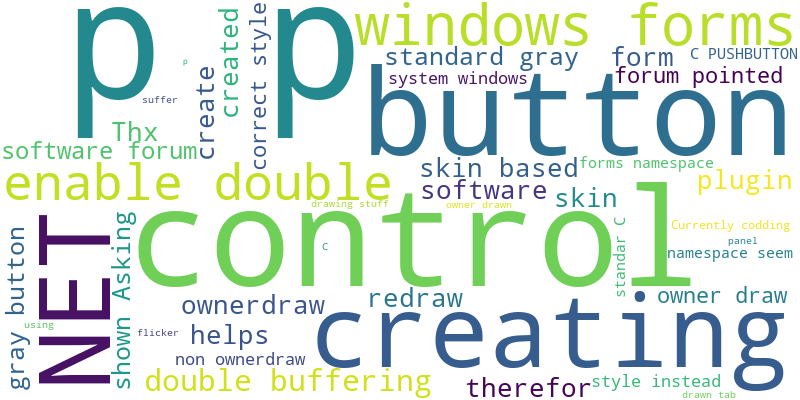 p p
windows forms
standard gray
form
C PUSHBUTTON
system windows
forum pointed
button
suffer
p
create
created
correct style
Thx
software forum
enable double
skin based
forms namespace
software
skin
plugin
drawing stuff
owner drawn
control
Currently codding
NET
gray button
shown Asking
C
standar C
panel
namespace seem
ownerdraw
redraw
owner draw
creating
using
flicker
helps
non ownerdraw
double buffering
therefor
style instead
drawn tab